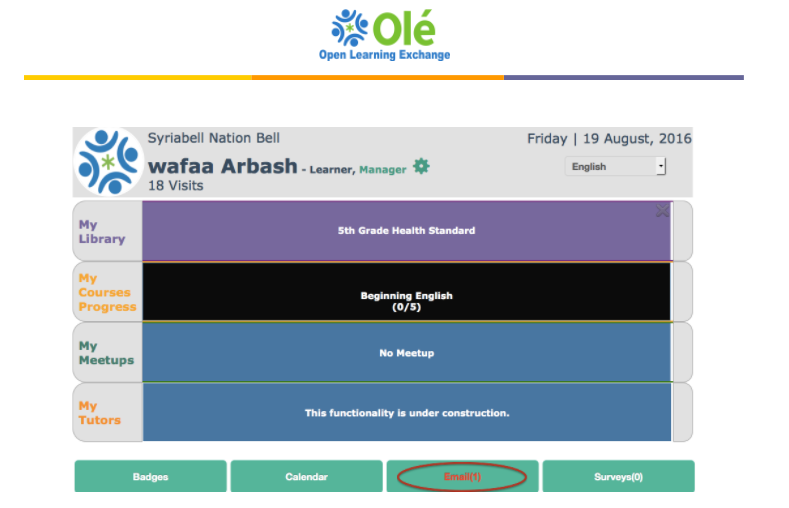 Olé
Open Learning Exchange
Syriabell Nation Bell
Friday | 19 August, 2016
wafaa Arbash - Learner, Manager
English
18 Visits
My
Library
5th Grade Health Standard
My
Courses
Progress
Beginning English
(0/5)
My
Meetups
No Meetup
My
Tutors
This functionality is under construction.
Badges
Calendar
Email(1)
Surveys(0)